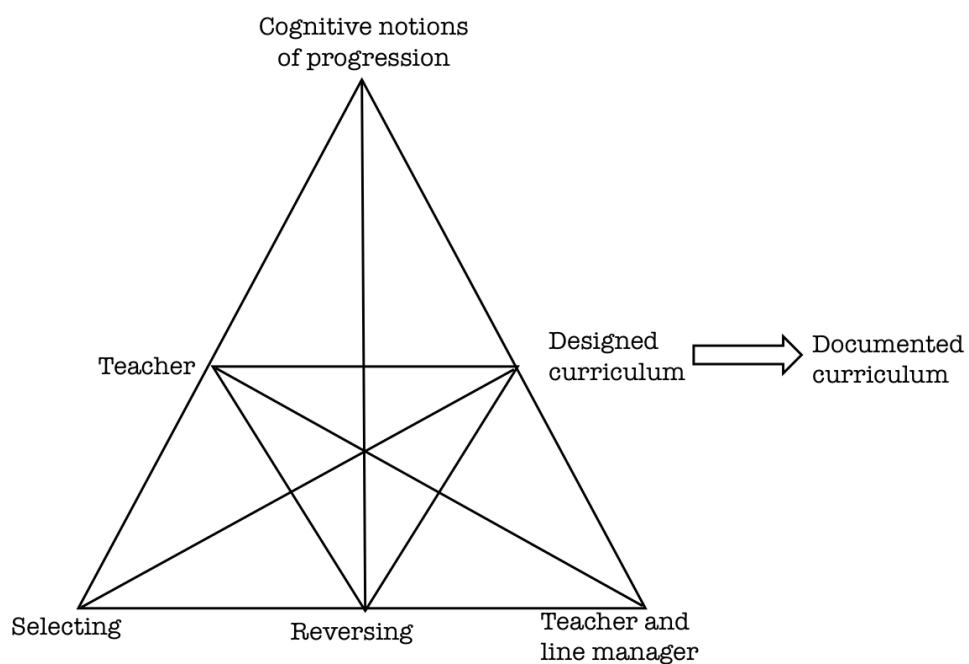 Cognitive notions
of progression
Teacher
Designed
curriculum
Documented
curriculum
Selecting
Reversing
Teacher and
line manager